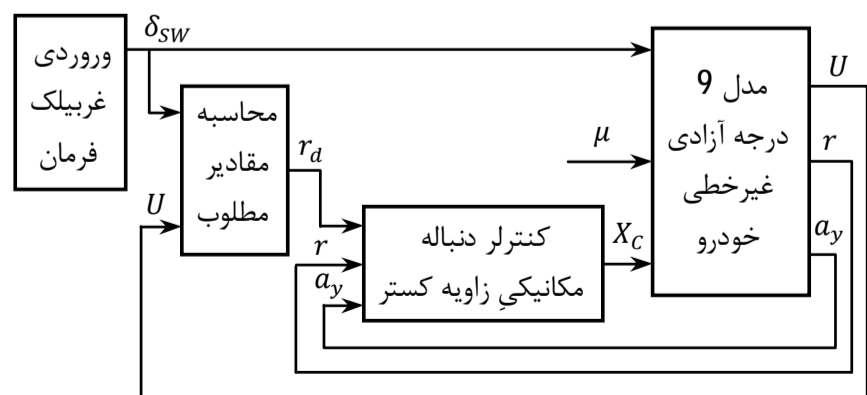 δ_SW
وروردی
غربیلک
فرمان
محاسبه
مقادیر
مطلوب
U
r_d
r
a_y
کنترلر دنباله
مکانیکیِ زاویه کستر
X_C
μ
مدل 9
درجه آزادی
غیرخطی
خودرو
U
r
a_y